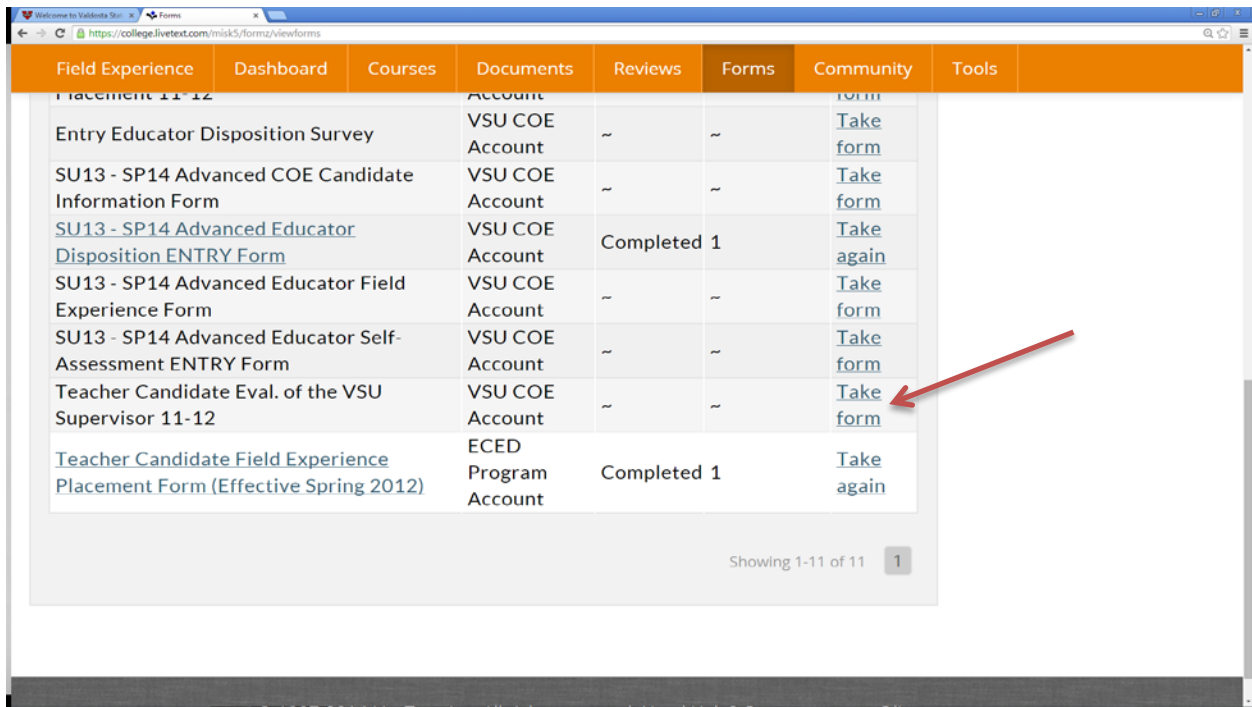 Welcome to Valdosta Stat
Forms
https://college.livetext.com/misk5/formz/viewforms
Field Experience Dashboard Courses Documents Reviews Forms Community Tools
Placement 11-12 Account form
Entry Educator Disposition Survey VSU COE Account ~ ~ Take form
SU13 - SP14 Advanced COE Candidate
Information Form VSU COE Account ~ ~ Take form
SU13 - SP14 Advanced Educator
Disposition ENTRY Form VSU COE Account Completed 1 Take again
SU13 - SP14 Advanced Educator Field
Experience Form VSU COE Account ~ ~ Take form
SU13 - SP14 Advanced Educator Self-
Assessment ENTRY Form VSU COE Account ~ ~ Take form
Teacher Candidate Eval. of the VSU
Supervisor 11-12 VSU COE Account ~ ~ Take form
Teacher Candidate Field Experience
Placement Form (Effective Spring 2012) ECED Program Account Completed 1 Take again
Showing 1-11 of 11 1